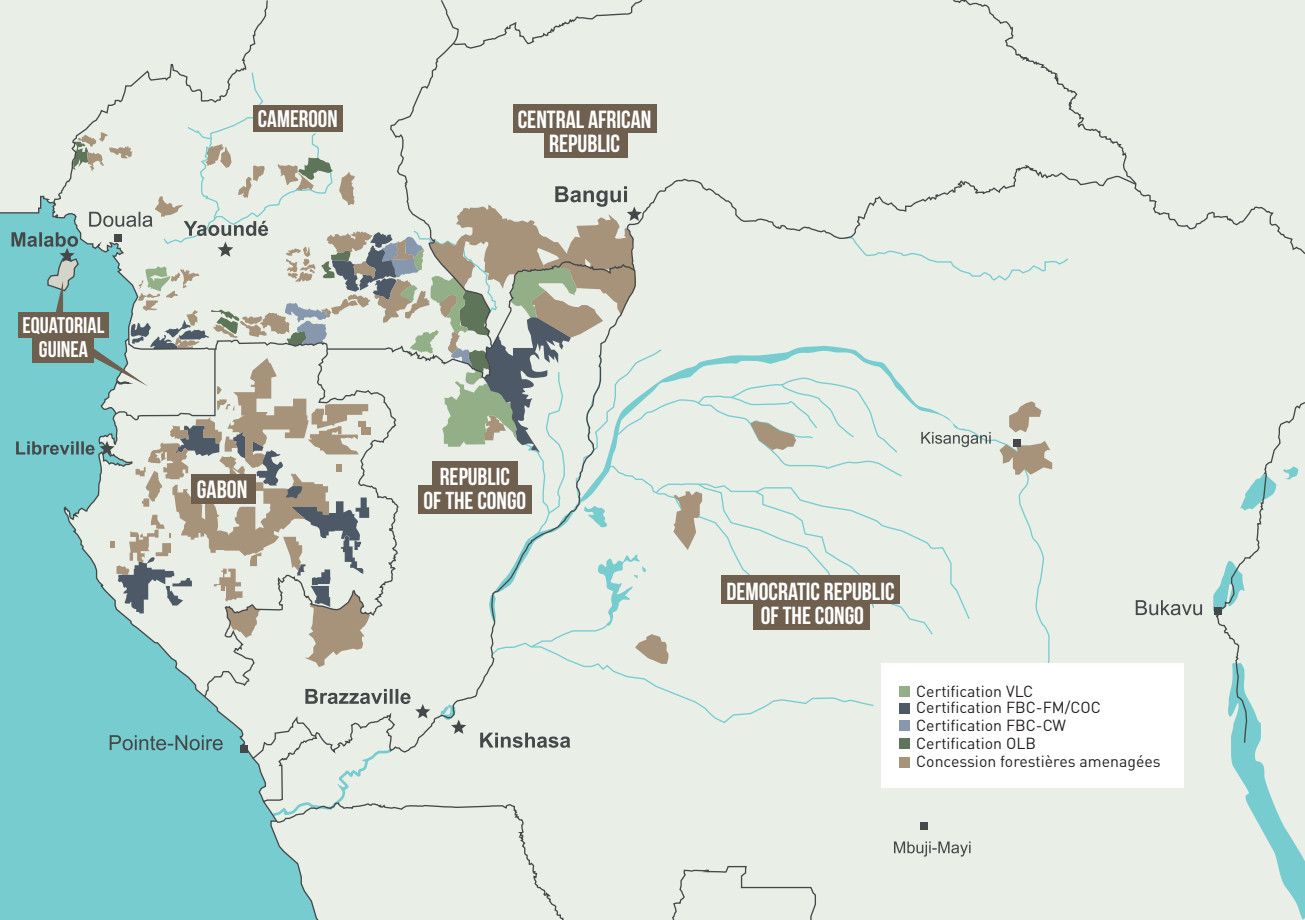 CAMEROON
CENTRAL AFRICAN
REPUBLIC
Bangui
Douala
Yaoundé
Malabo
EQUATORIAL
GUINEA
Libreville
GABON
REPUBLIC
OF THE CONGO
Kisangani
DEMOCRATIC REPUBLIC
OF THE CONGO
Bukavu
Brazzaville
Kinshasa
Pointe-Noire
Certification VLC
Certification FBC-FM/COC
Certification FBC-CW
Certification OLB
Concession forestières amenagées
Mbuji-Mayi